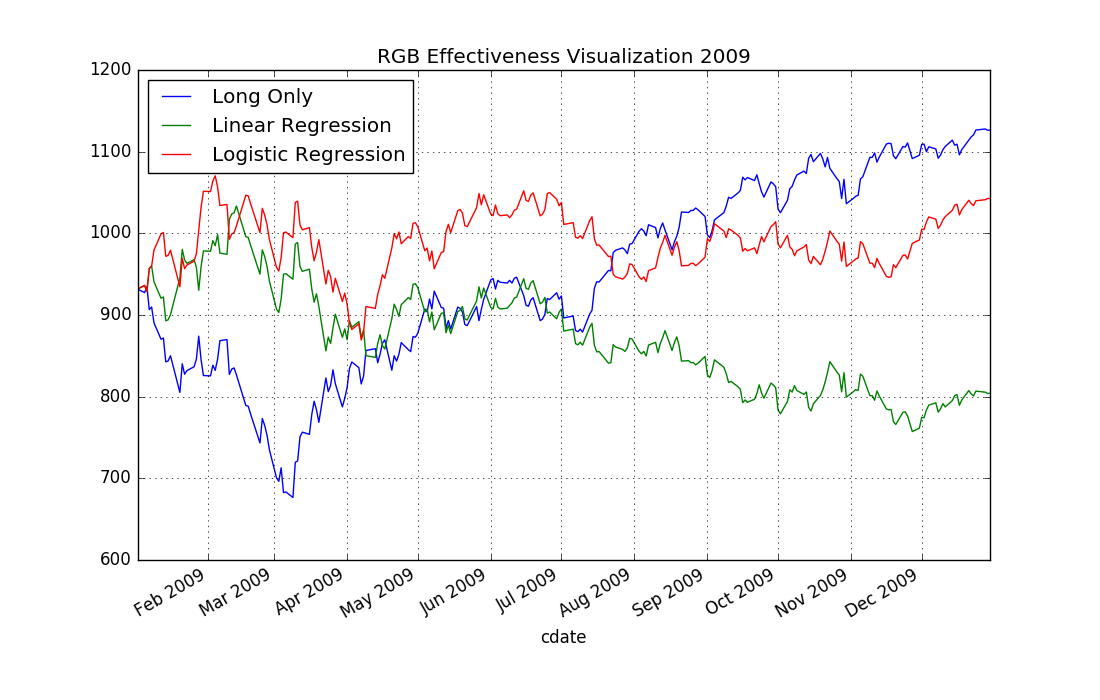 RGB Effectiveness Visualization 2009
1200
1100
1000
900
800
700
600
Long Only
Linear Regression
Logistic Regression
Feb 2009
Mar 2009
Apr 2009
May 2009
Jun 2009
Jul 2009
Aug 2009
Sep 2009
Oct 2009
Nov 2009
Dec 2009
cdate